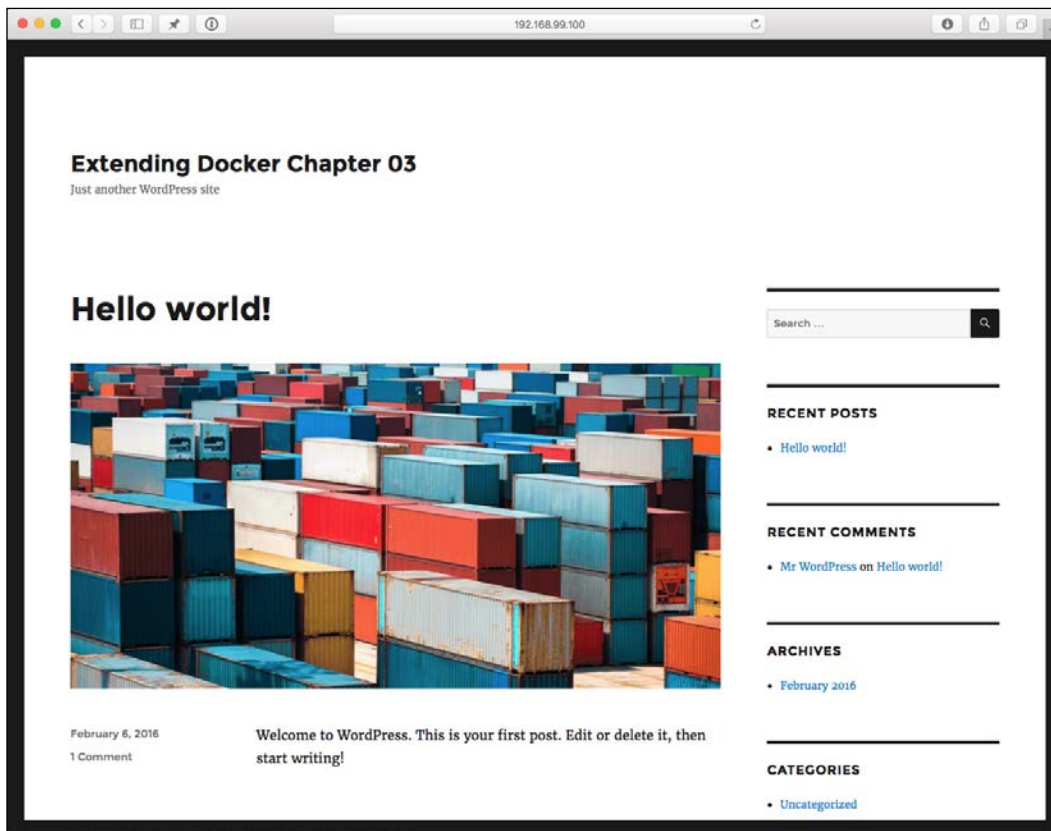 192.168.99.100
Extending Docker Chapter 03
Just another WordPress site
Hello world!
Welcome to WordPress. This is your first post. Edit or delete it, then
start writing!
February 6, 2016
1 Comment
Search ...
RECENT POSTS
• Hello world!
RECENT COMMENTS
• Mr WordPress on Hello world!
ARCHIVES
• February 2016
CATEGORIES
• Uncategorized